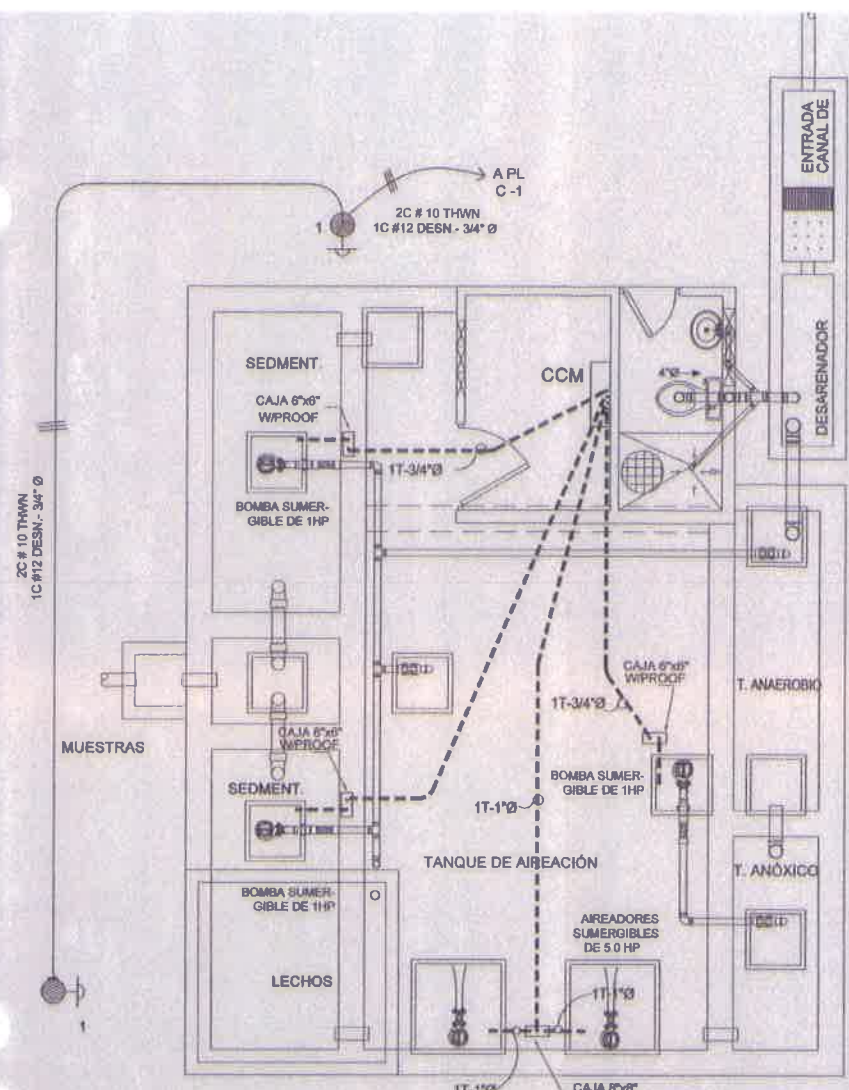 ENTRADA
CANAL DE
A PL
C -1
2C # 10 THWN
1C #12 DESN.- 3/4" Ø
1
DESARENADOR
SEDMENT.
CCM
4"Ø
CAJA 6"x6"
W/PROOF
1T-3/4"Ø
BOMBA SUMER-
GIBLE DE 1HP
2C # 10 THWN
1C #12 DESN.- 3/4" Ø
CAJA 6"x6"
W/PROOF
T. ANAEROBIO
1T-3/4"Ø
MUESTRAS
CAJA 6"x6"
W/PROOF
SEDMENT.
BOMBA SUMER-
GIBLE DE 1HP
1T-1"Ø
TANQUE DE AIREACIÓN
T. ANÓXICO
BOMBA SUMER-
GIBLE DE 1HP
AIREADORES
SUMERGIBLES
DE 5.0 HP
LECHOS
1T-1"Ø
1
1T-1"Ø
CAJA